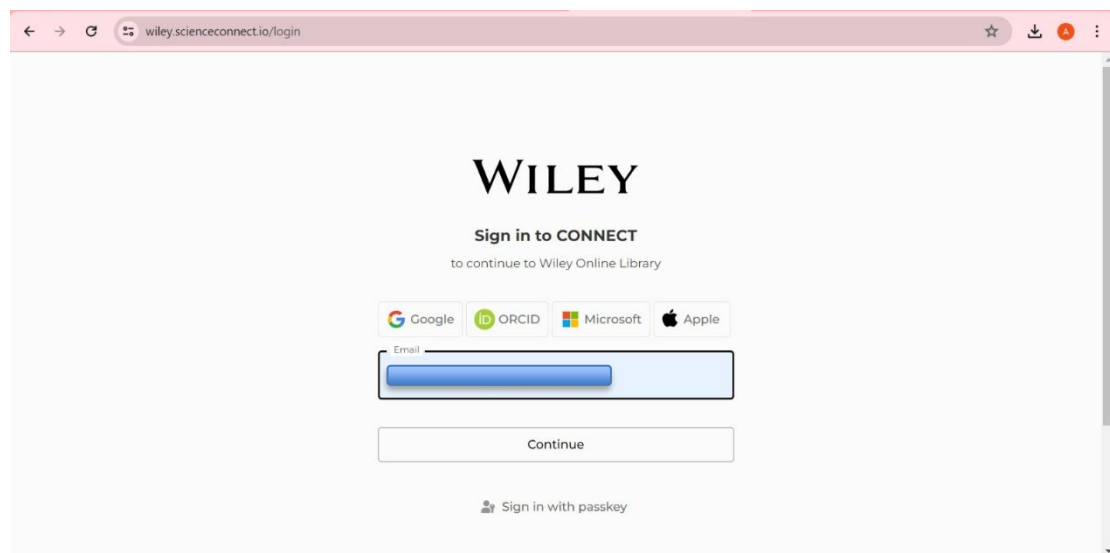 wiley.scienceconnect.io/login
A
WILEY
Sign in to CONNECT
to continue to Wiley Online Library
Google iD ORCID Microsoft Apple
Email
Continue
Sign in with passkey